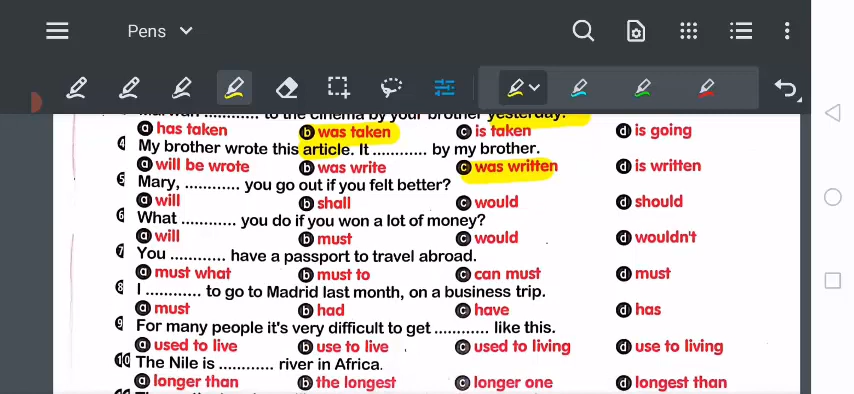 Pens
to the cinema by your brother yesterday.
a has taken b was taken c is taken d is going
4 My brother wrote this article. It ............ by my brother.
a will be wrote b was write c was written d is written
5 Mary, ............ you go out if you felt better?
a will b shall c would d should
6 What ............ you do if you won a lot of money?
a will b must c would d wouldn't
7 You ............ have a passport to travel abroad.
a must what b must to c can must d must
8 I ............ to go to Madrid last month, on a business trip.
a must b had c have d has
9 For many people it's very difficult to get ............ like this.
a used to live b use to live c used to living d use to living
10 The Nile is ............ river in Africa.
a longer than b the longest c longer one d longest than